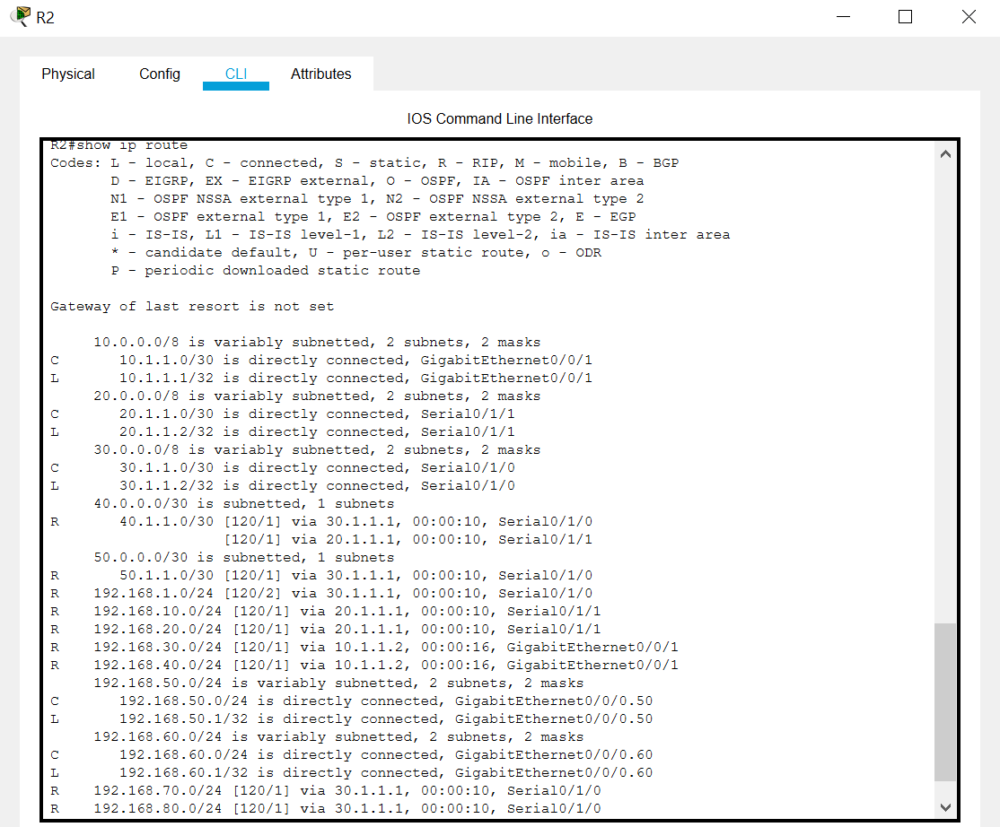 R2
Physical Config CLI Attributes
IOS Command Line Interface
R2#show ip route
Codes: L - local, C - connected, S - static, R - RIP, M - mobile, B - BGP
D - EIGRP, EX - EIGRP external, O - OSPF, IA - OSPF inter area
N1 - OSPF NSSA external type 1, N2 - OSPF NSSA external type 2
E1 - OSPF external type 1, E2 - OSPF external type 2, E - EGP
i - IS-IS, L1 - IS-IS level-1, L2 - IS-IS level-2, ia - IS-IS inter area
* - candidate default, U - per-user static route, o - ODR
P - periodic downloaded static route
Gateway of last resort is not set
10.0.0.0/8 is variably subnetted, 2 subnets, 2 masks
C 10.1.1.0/30 is directly connected, GigabitEthernet0/0/1
L 10.1.1.1/32 is directly connected, GigabitEthernet0/0/1
20.0.0.0/8 is variably subnetted, 2 subnets, 2 masks
C 20.1.1.0/30 is directly connected, Serial0/1/1
L 20.1.1.2/32 is directly connected, Serial0/1/1
30.0.0.0/8 is variably subnetted, 2 subnets, 2 masks
C 30.1.1.0/30 is directly connected, Serial0/1/0
L 30.1.1.2/32 is directly connected, Serial0/1/0
40.0.0.0/30 is subnetted, 1 subnets
R 40.1.1.0/30 [120/1] via 30.1.1.1, 00:00:10, Serial0/1/0
[120/1] via 20.1.1.1, 00:00:10, Serial0/1/1
50.0.0.0/30 is subnetted, 1 subnets
R 50.1.1.0/30 [120/1] via 30.1.1.1, 00:00:10, Serial0/1/0
R 192.168.1.0/24 [120/2] via 30.1.1.1, 00:00:10, Serial0/1/0
R 192.168.10.0/24 [120/1] via 20.1.1.1, 00:00:10, Serial0/1/1
R 192.168.20.0/24 [120/1] via 20.1.1.1, 00:00:10, Serial0/1/1
R 192.168.30.0/24 [120/1] via 10.1.1.2, 00:00:16, GigabitEthernet0/0/1
R 192.168.40.0/24 [120/1] via 10.1.1.2, 00:00:16, GigabitEthernet0/0/1
192.168.50.0/24 is variably subnetted, 2 subnets, 2 masks
C 192.168.50.0/24 is directly connected, GigabitEthernet0/0/0.50
L 192.168.50.1/32 is directly connected, GigabitEthernet0/0/0.50
192.168.60.0/24 is variably subnetted, 2 subnets, 2 masks
C 192.168.60.0/24 is directly connected, GigabitEthernet0/0/0.60
L 192.168.60.1/32 is directly connected, GigabitEthernet0/0/0.60
R 192.168.70.0/24 [120/1] via 30.1.1.1, 00:00:10, Serial0/1/0
R 192.168.80.0/24 [120/1] via 30.1.1.1, 00:00:10, Serial0/1/0